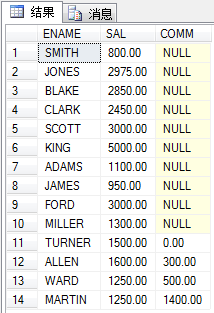 结果 消息
ENAME SAL COMM
1 SMITH 800.00 NULL
2 JONES 2975.00 NULL
3 BLAKE 2850.00 NULL
4 CLARK 2450.00 NULL
5 SCOTT 3000.00 NULL
6 KING 5000.00 NULL
7 ADAMS 1100.00 NULL
8 JAMES 950.00 NULL
9 FORD 3000.00 NULL
10 MILLER 1300.00 NULL
11 TURNER 1500.00 0.00
12 ALLEN 1600.00 300.00
13 WARD 1250.00 500.00
14 MARTIN 1250.00 1400.00